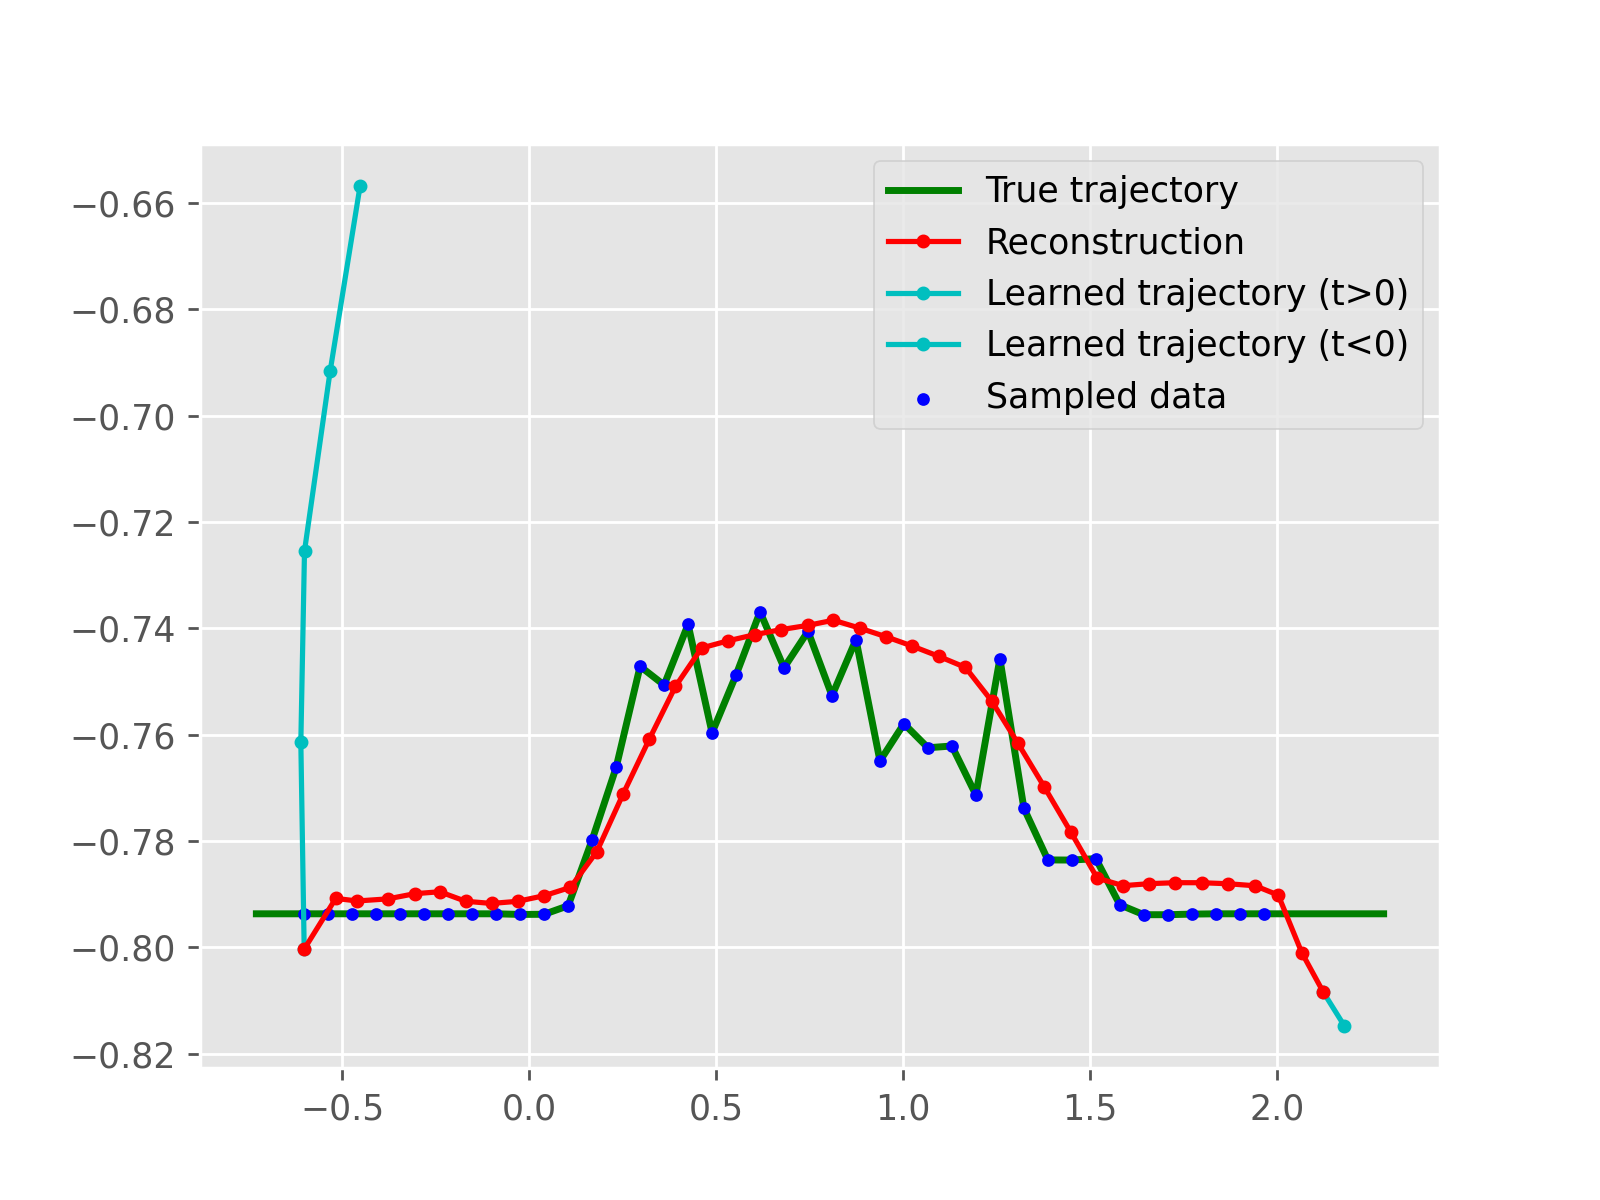 True trajectory
Reconstruction
Learned trajectory (t>0)
Learned trajectory (t<0)
Sampled data
−0.66
−0.68
−0.70
−0.72
−0.74
−0.76
−0.78
−0.80
−0.82
−0.5 0.0 0.5 1.0 1.5 2.0